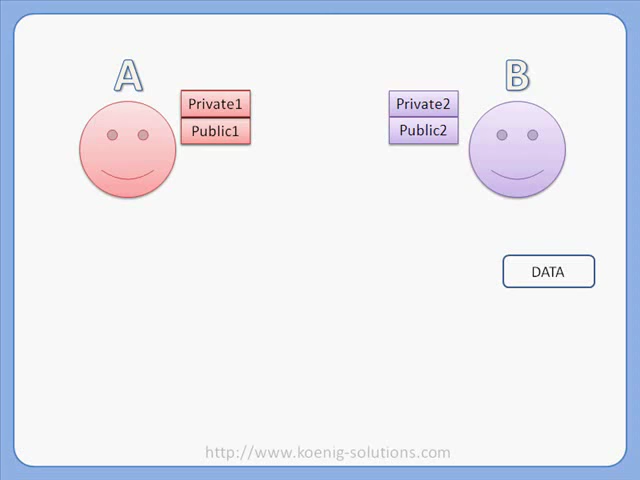 A
B
Private1
Private2
Public1
Public2
DATA
http://www.koenig-solutions.com